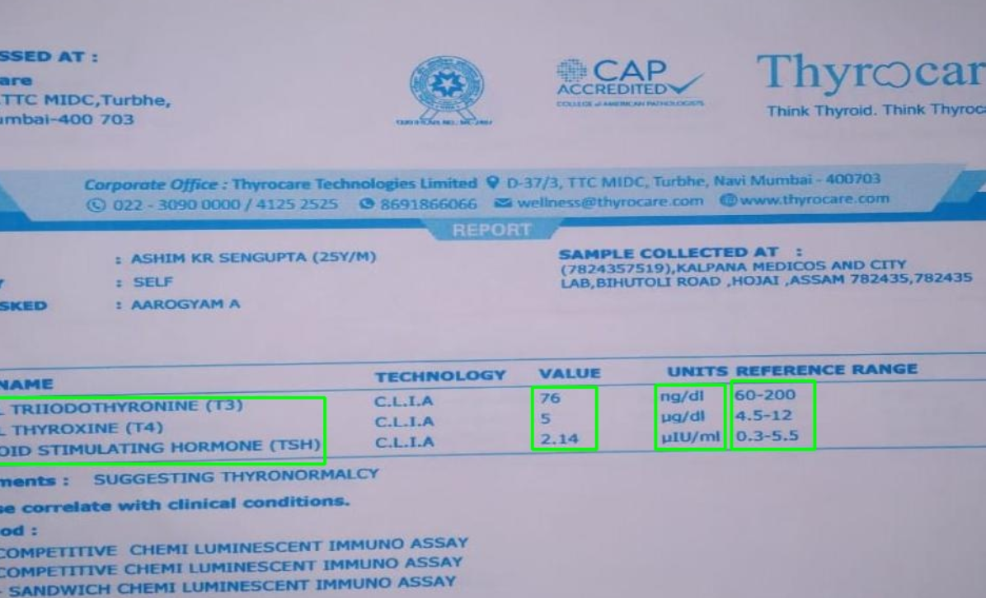 SSED AT :
are
TTC MIDC,Turbhe,
umbai-400 703
CAP
ACCREDITED
COLLEGE of AMERICAN PATHOLOGISTS
Thyrocar
Think Thyroid. Think Thyroc
Corporate Office : Thyrocare Technologies Limited D-37/3, TTC MIDC, Turbhe, Navi Mumbai - 400703
022 - 3090 0000 / 4125 2525 8691866066 wellness@thyrocare.com www.thyrocare.com
REPORT
: ASHIM KR SENGUPTA (25Y/M)
: SELF
SKED : AAROGYAM A
SAMPLE COLLECTED AT :
(7824357519),KALPANA MEDICOS AND CITY
LAB,BIHUTOLI ROAD ,HOJAI ,ASSAM 782435,782435
NAME TECHNOLOGY VALUE UNITS REFERENCE RANGE
L TRIIODOTHYRONINE (T3) C.L.I.A 76 ng/dl 60-200
L THYROXINE (T4) C.L.I.A 5 µg/dl 4.5-12
OID STIMULATING HORMONE (TSH) C.L.I.A 2.14 µIU/ml 0.3-5.5
ments : SUGGESTING THYRONORMALCY
se correlate with clinical conditions.
od :
COMPETITIVE CHEMI LUMINESCENT IMMUNO ASSAY
COMPETITIVE CHEMI LUMINESCENT IMMUNO ASSAY
- SANDWICH CHEMI LUMINESCENT IMMUNO ASSAY